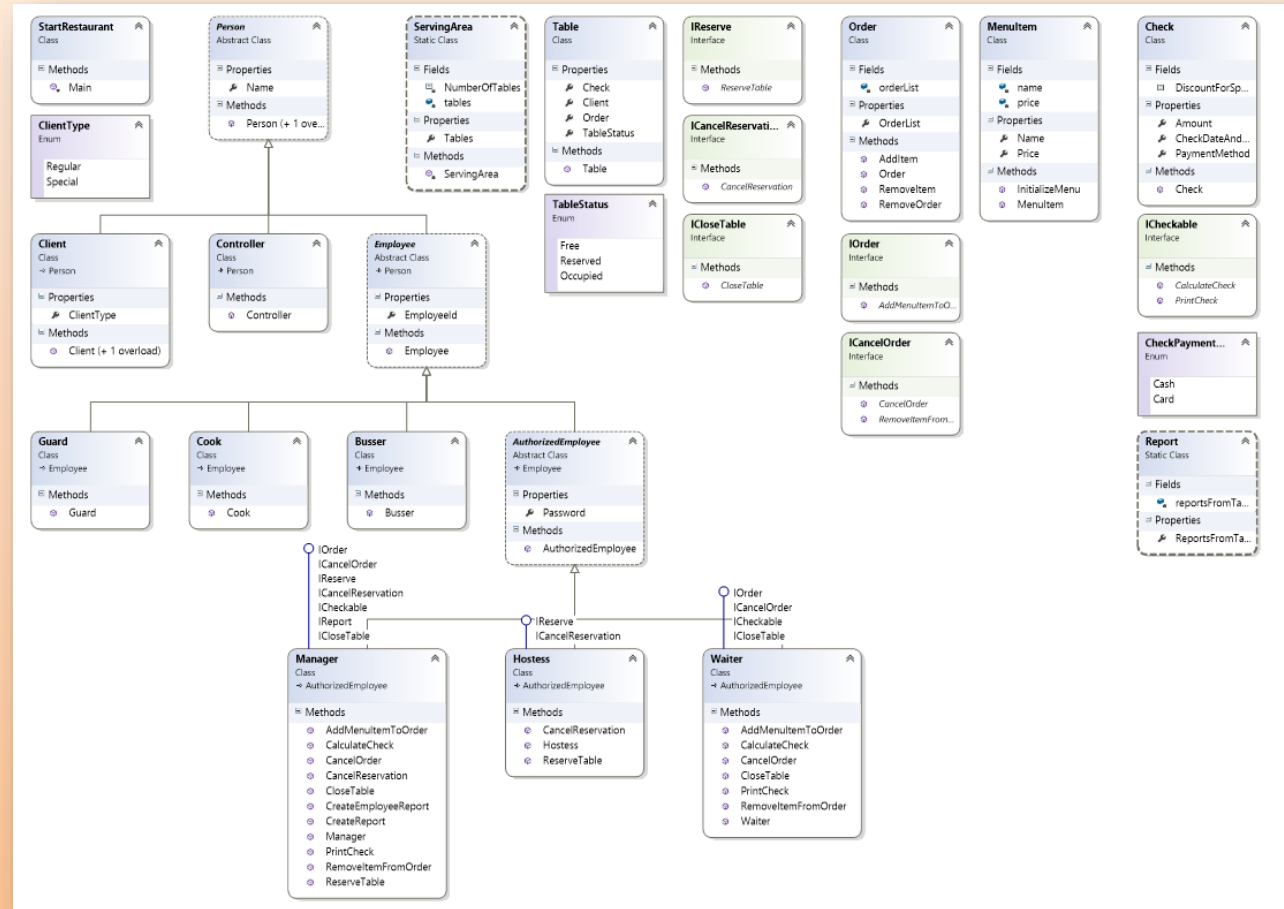 StartRestaurant
Class
Methods
Main
ClientType
Enum
Regular
Special
Person
Abstract Class
Properties
Name
Methods
Person (+ 1 ove...
ServingArea
Static Class
Fields
NumberOfTables
tables
Properties
Tables
Methods
ServingArea
Table
Class
Properties
Check
Client
Order
TableStatus
Methods
Table
TableStatus
Enum
Free
Reserved
Occupied
IReserve
Interface
Methods
ReserveTable
ICancelReservati...
Interface
Methods
CancelReservation
ICloseTable
Interface
Methods
CloseTable
Order
Class
Fields
orderList
Properties
OrderList
Methods
AddItem
Order
RemoveItem
RemoveOrder
IOrder
Interface
Methods
AddMenuItemToO...
ICancelOrder
Interface
Methods
CancelOrder
RemoveItemFrom...
MenuItem
Class
Fields
name
price
Properties
Name
Price
Methods
InitializeMenu
MenuItem
Check
Class
Fields
DiscountForSp...
Properties
Amount
CheckDateAnd...
PaymentMethod
Methods
Check
ICheckable
Interface
Methods
CalculateCheck
PrintCheck
CheckPayment...
Enum
Cash
Card
Report
Static Class
Fields
reportsFromTa...
Properties
ReportsFromTa...
Client
Class
Person
Properties
ClientType
Methods
Client (+ 1 overload)
Controller
Class
Person
Methods
Controller
Employee
Abstract Class
Person
Properties
EmployeeId
Methods
Employee
Guard
Class
Employee
Methods
Guard
Cook
Class
Employee
Methods
Cook
Busser
Class
Employee
Methods
Busser
AuthorizedEmployee
Abstract Class
Employee
Properties
Password
Methods
AuthorizedEmployee
IOrder
ICancelOrder
IReserve
ICancelReservation
ICheckable
IReport
ICloseTable
Manager
Class
AuthorizedEmployee
Methods
AddMenuItemToOrder
CalculateCheck
CancelOrder
CancelReservation
CloseTable
CreateEmployeeReport
CreateReport
Manager
PrintCheck
RemoveItemFromOrder
ReserveTable
IReserve
ICancelReservation
Hostess
Class
AuthorizedEmployee
Methods
CancelReservation
Hostess
ReserveTable
IOrder
ICancelOrder
ICheckable
ICloseTable
Waiter
Class
AuthorizedEmployee
Methods
AddMenuItemToOrder
CalculateCheck
CancelOrder
CloseTable
PrintCheck
RemoveItemFromOrder
Waiter